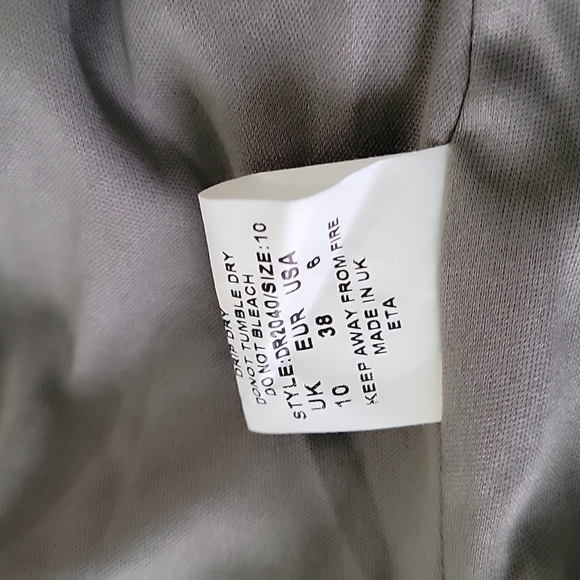 DRIP DRY
DO NOT TUMBLE DRY
DO NOT BLEACH
STYLE:DR2040/SIZE:10
UK EUR USA
10 38 6
KEEP AWAY FROM FIRE
MADE IN UK
ETA